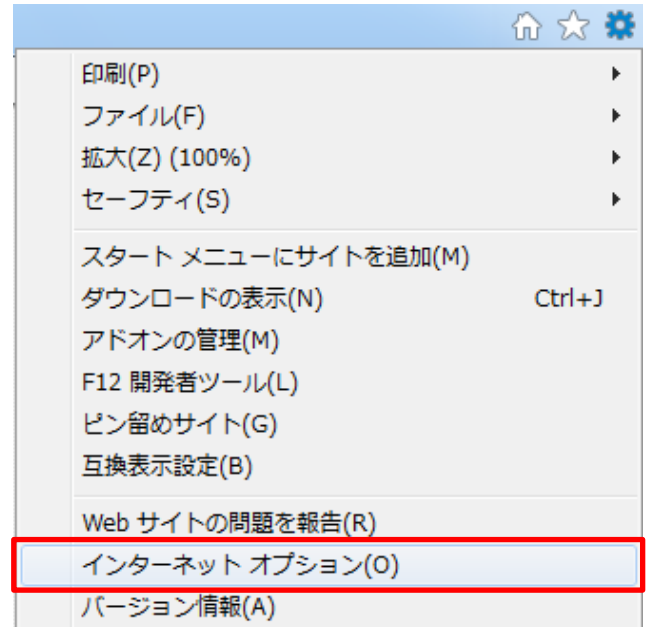 印刷(P)
ファイル(F)
拡大(Z) (100%)
セーフティ(S)
スタート メニューにサイトを追加(M)
ダウンロードの表示(N) Ctrl+J
アドオンの管理(M)
F12 開発者ツール(L)
ピン留めサイト(G)
互換表示設定(B)
Web サイトの問題を報告(R)
インターネット オプション(O)
バージョン情報(A)